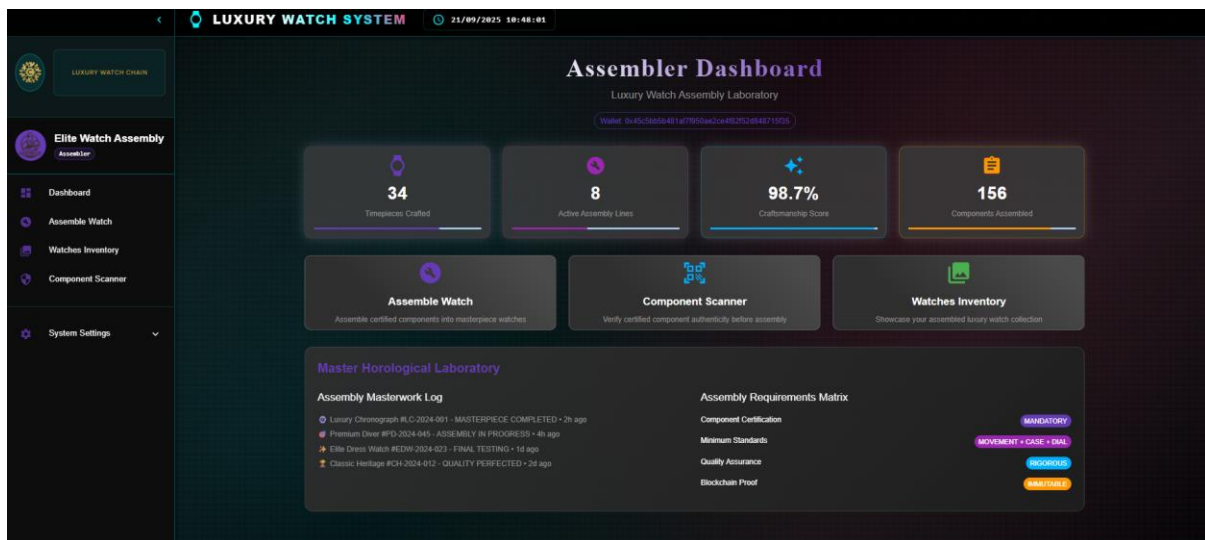 LUXURY WATCH SYSTEM
21/09/2025 10:48:01
LUXURY WATCH CHAIN
Elite Watch Assembly
Assembler
Dashboard
Assemble Watch
Watches Inventory
Component Scanner
System Settings
Assembler Dashboard
Luxury Watch Assembly Laboratory
34
Timepieces Crafted
8
Active Assembly Lines
98.7%
Craftsmanship Score
156
Components Assembled
Assemble Watch
Assemble certified components into masterpiece watches
Component Scanner
Verify certified component authenticity before assembly
Watches Inventory
Showcase your assembled luxury watch collection
Master Horological Laboratory
Assembly Masterwork Log
Luxury Chronograph #LC-2024-001 - MASTERPIECE COMPLETED • 2h ago
Premium Diver #PD-2024-045 - ASSEMBLY IN PROGRESS • 4h ago
Elite Dress Watch #EDW-2024-023 - FINAL TESTING • 1d ago
Classic Heritage #CH-2024-012 - QUALITY PERFECTED • 2d ago
Assembly Requirements Matrix
Component Certification
MANDATORY
Minimum Standards
MOVEMENT + CASE + DIAL
Quality Assurance
RIGOROUS
Blockchain Proof
IMMUTABLE